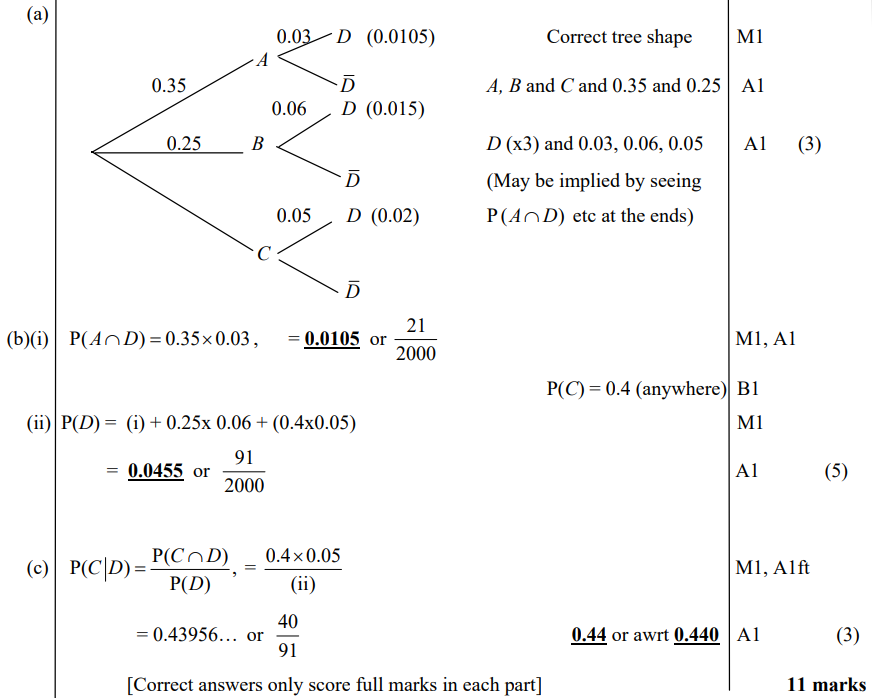 (a)
0.03 D (0.0105) Correct tree shape M1
A
0.35 D̅ A, B and C and 0.35 and 0.25 A1
0.06 D (0.015)
0.25 B D (x3) and 0.03, 0.06, 0.05 A1 (3)
D̅ (May be implied by seeing
0.05 D (0.02) P(A∩D) etc at the ends)
C
D̅
(b)(i) P(A∩D) = 0.35×0.03, = 0.0105 or 21/2000 M1, A1
P(C) = 0.4 (anywhere) B1
(ii) P(D) = (i) + 0.25x 0.06 + (0.4x0.05) M1
= 0.0455 or 91/2000 A1 (5)
(c) P(C|D) = P(C∩D)/P(D), = 0.4×0.05/(ii) M1, A1ft
= 0.43956… or 40/91 0.44 or awrt 0.440 A1 (3)
[Correct answers only score full marks in each part] 11 marks